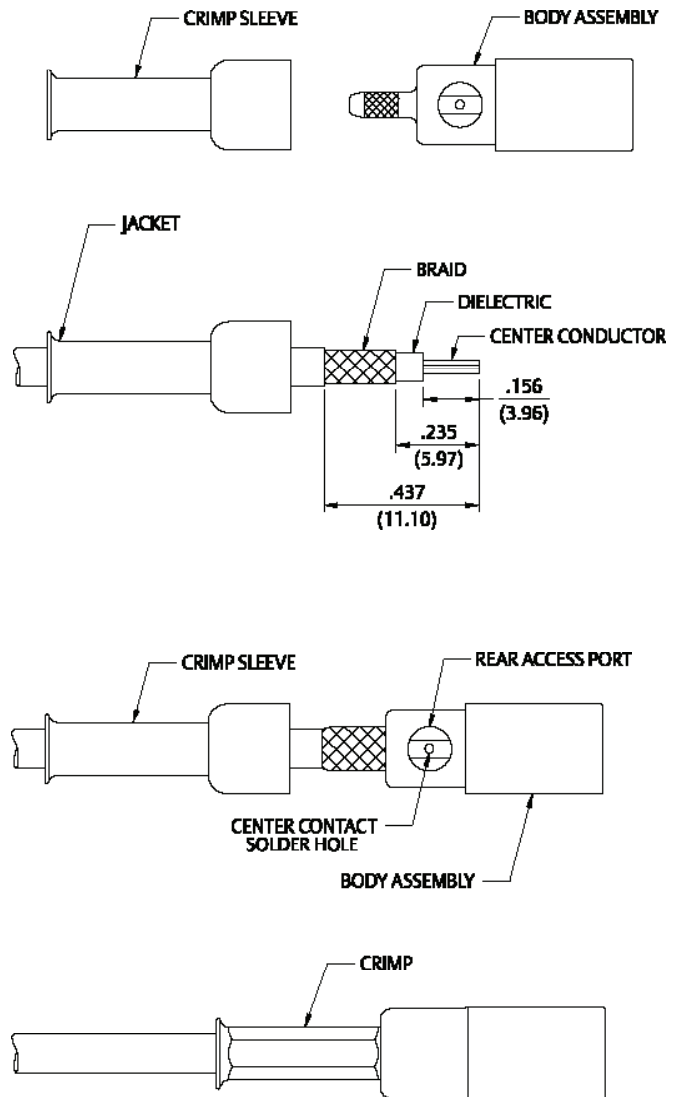 CRIMP SLEEVE
BODY ASSEMBLY
JACKET
BRAID
DIELECTRIC
CENTER CONDUCTOR
.156
(3.96)
.235
(5.97)
.437
(11.10)
CRIMP SLEEVE
REAR ACCESS PORT
CENTER CONTACT
SOLDER HOLE
BODY ASSEMBLY
CRIMP